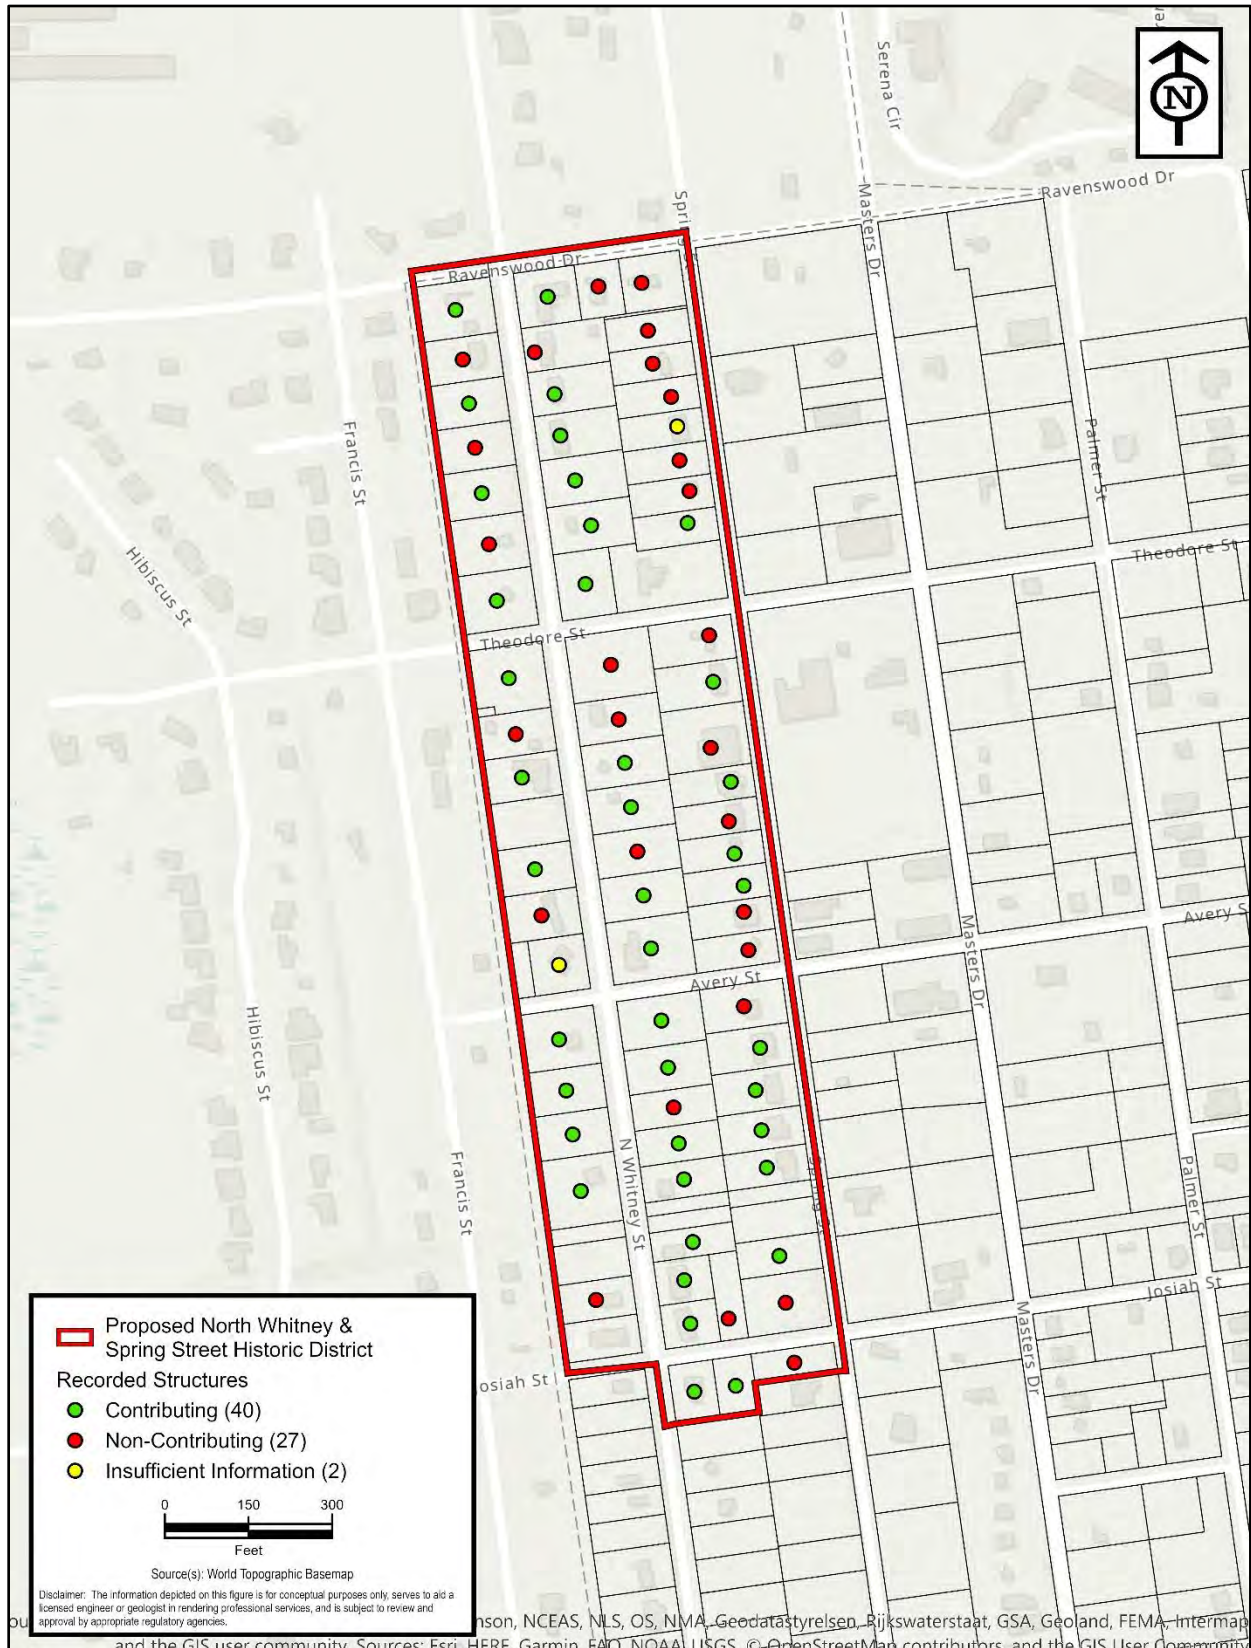 Serena Cir
N
Ravenswood Dr
Masters Dr
Ravenswood Dr
Francis St
Palmer St
Hibiscus St
Theodore St
Theodore St
Avery S
Masters Dr
Avery St
Hibiscus St
N Whitney St
Francis St
Spring St
Palmer St
Josiah St
Masters Dr
osiah St
Proposed North Whitney &
Spring Street Historic District
Recorded Structures
Contributing (40)
Non-Contributing (27)
Insufficient Information (2)
0 150 300
Feet
Source(s): World Topographic Basemap
Disclaimer: The information depicted on this figure is for conceptual purposes only, serves to aid a
licensed engineer or geologist in rendering professional services, and is subject to review and
approval by appropriate regulatory agencies.
nson, NCEAS, NLS, OS, NMA, Geodatastyrelsen, Rijkswaterstaat, GSA, Geoland, FEMA, Intermap
and the GIS user community, Sources: Esri, HERE, Garmin, FAO, NOAA, USGS, © OpenStreetMap contributors, and the GIS User Community